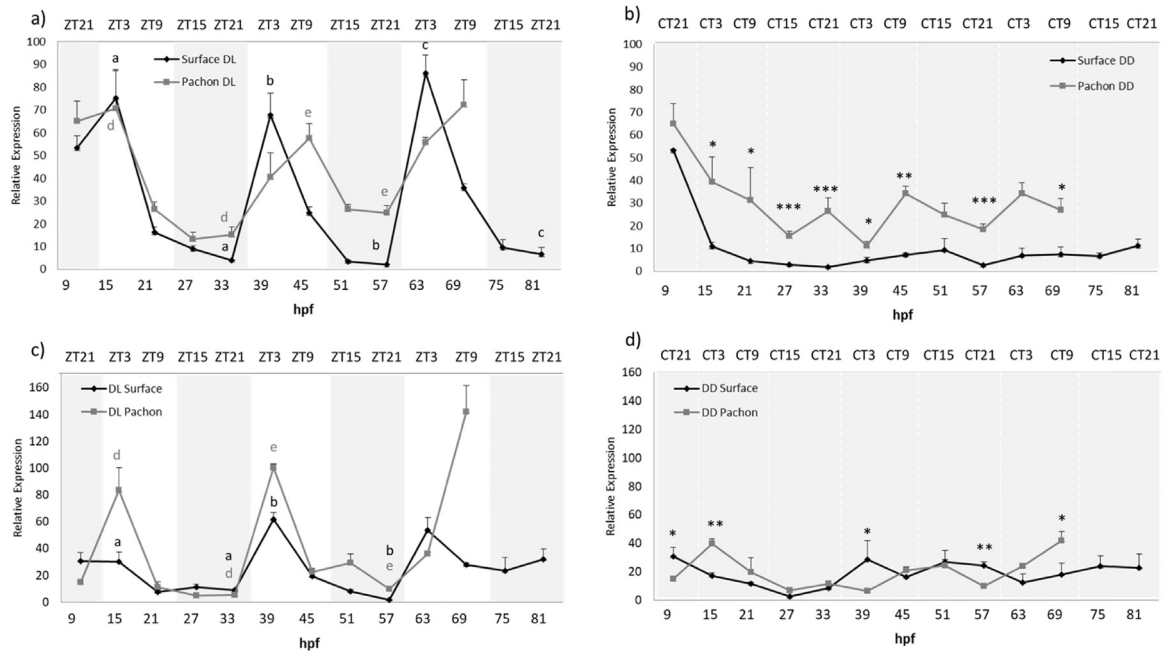 a)
ZT21 ZT3 ZT9 ZT15 ZT21 ZT3 ZT9 ZT15 ZT21 ZT3 ZT9 ZT15 ZT21
Relative Expression
100
90
80
70
60
50
40
30
20
10
0
Surface DL
Pachon DL
a
b
c
d
e
d
a
e
b
c
9 15 21 27 33 39 45 51 57 63 69 75 81
hpf
b)
CT21 CT3 CT9 CT15 CT21 CT3 CT9 CT15 CT21 CT3 CT9 CT15 CT21
Relative Expression
100
90
80
70
60
50
40
30
20
10
0
Surface DD
Pachon DD
* * *** *** * ** *** *
9 15 21 27 33 39 45 51 57 63 69 75 81
hpf
c)
ZT21 ZT3 ZT9 ZT15 ZT21 ZT3 ZT9 ZT15 ZT21 ZT3 ZT9 ZT15 ZT21
Relative Expression
160
140
120
100
80
60
40
20
0
DL Surface
DL Pachon
d
e
b
a
a
d
b
e
9 15 21 27 33 39 45 51 57 63 69 75 81
hpf
d)
CT21 CT3 CT9 CT15 CT21 CT3 CT9 CT15 CT21 CT3 CT9 CT15 CT21
Relative Expression
160
140
120
100
80
60
40
20
0
DD Surface
DD Pachon
* ** * ** *
9 15 21 27 33 39 45 51 57 63 69 75 81
hpf